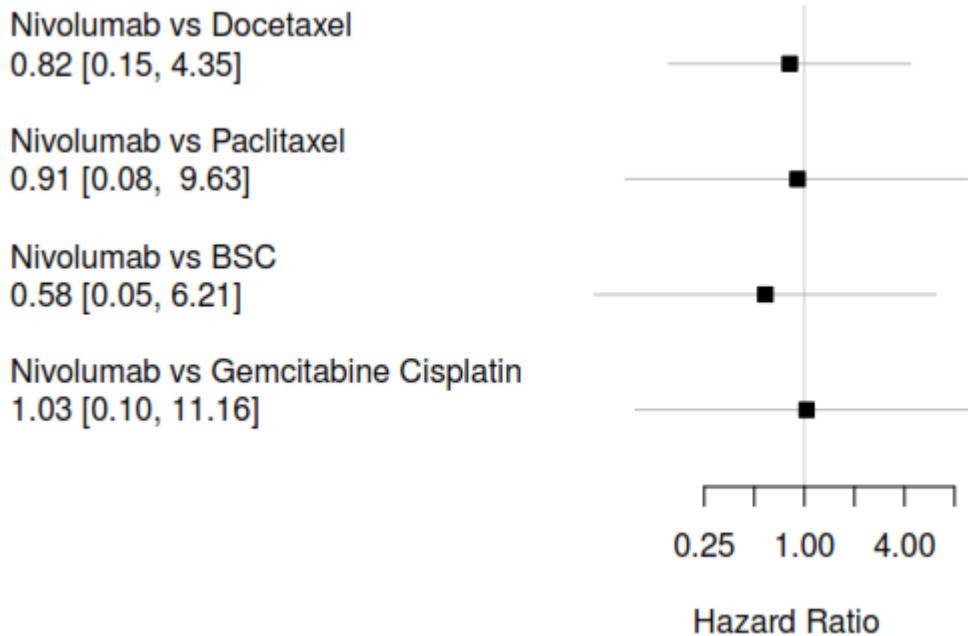 Nivolumab vs Docetaxel
0.82 [0.15, 4.35]
Nivolumab vs Paclitaxel
0.91 [0.08,  9.63]
Nivolumab vs BSC
0.58 [0.05, 6.21]
Nivolumab vs Gemcitabine Cisplatin
1.03 [0.10, 11.16]
0.25 1.00 4.00
Hazard Ratio